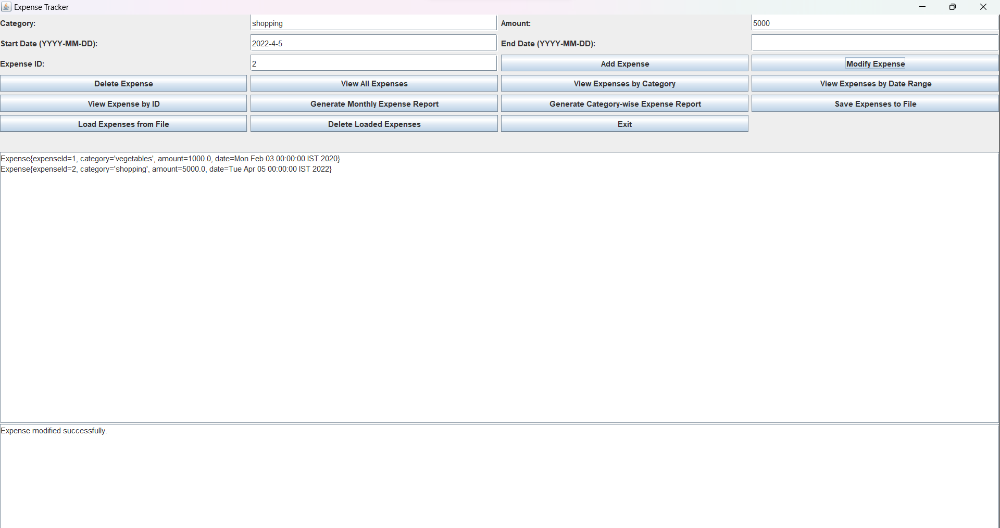 Expense Tracker
Category: shopping Amount: 5000
Start Date (YYYY-MM-DD): 2022-4-5 End Date (YYYY-MM-DD):
Expense ID: 2 Add Expense Modify Expense
Delete Expense View All Expenses View Expenses by Category View Expenses by Date Range
View Expense by ID Generate Monthly Expense Report Generate Category-wise Expense Report Save Expenses to File
Load Expenses from File Delete Loaded Expenses Exit
Expense{expenseId=1, category='vegetables', amount=1000.0, date=Mon Feb 03 00:00:00 IST 2020}
Expense{expenseId=2, category='shopping', amount=5000.0, date=Tue Apr 05 00:00:00 IST 2022}
Expense modified successfully.